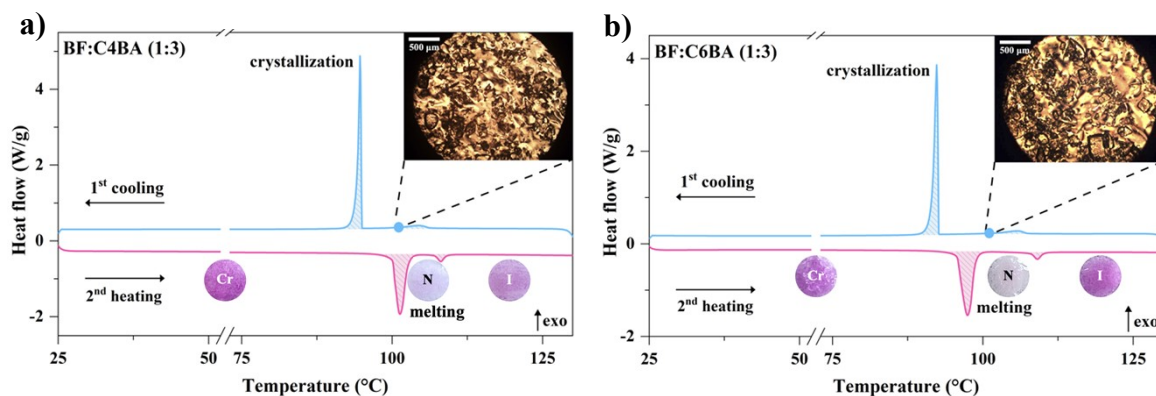 a)
BF:C4BA (1:3)
500 µm
crystallization
1st cooling
2nd heating
Cr
N
I
melting
exo
Heat flow (W/g)
4
2
0
-2
25
50
75
100
125
Temperature (°C)
b)
BF:C6BA (1:3)
500 µm
crystallization
1st cooling
2nd heating
Cr
N
I
melting
exo
Heat flow (W/g)
4
2
0
-2
25
50
75
100
125
Temperature (°C)